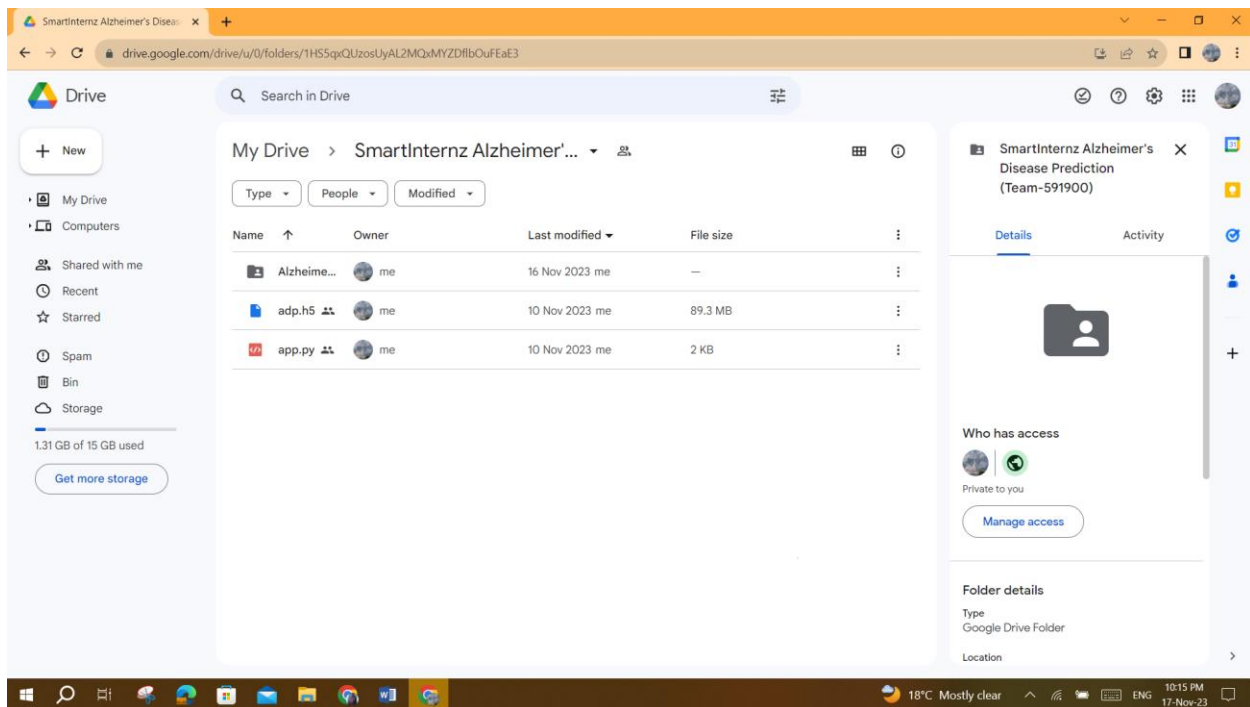 SmartInternz Alzheimer's Diseas
drive.google.com/drive/u/0/folders/1HS5qxQUzosUyAL2MQxMYZDflbOuFEaE3
Drive
Search in Drive
New
My Drive
Computers
Shared with me
Recent
Starred
Spam
Bin
Storage
1.31 GB of 15 GB used
Get more storage
My Drive > SmartInternz Alzheimer'...
Type People Modified
Name Owner Last modified File size
Alzheime... me 16 Nov 2023 me —
adp.h5 me 10 Nov 2023 me 89.3 MB
app.py me 10 Nov 2023 me 2 KB
SmartInternz Alzheimer's
Disease Prediction
(Team-591900)
Details Activity
Who has access
Private to you
Manage access
Folder details
Type
Google Drive Folder
Location
18°C Mostly clear ENG 10:15 PM
17-Nov-23